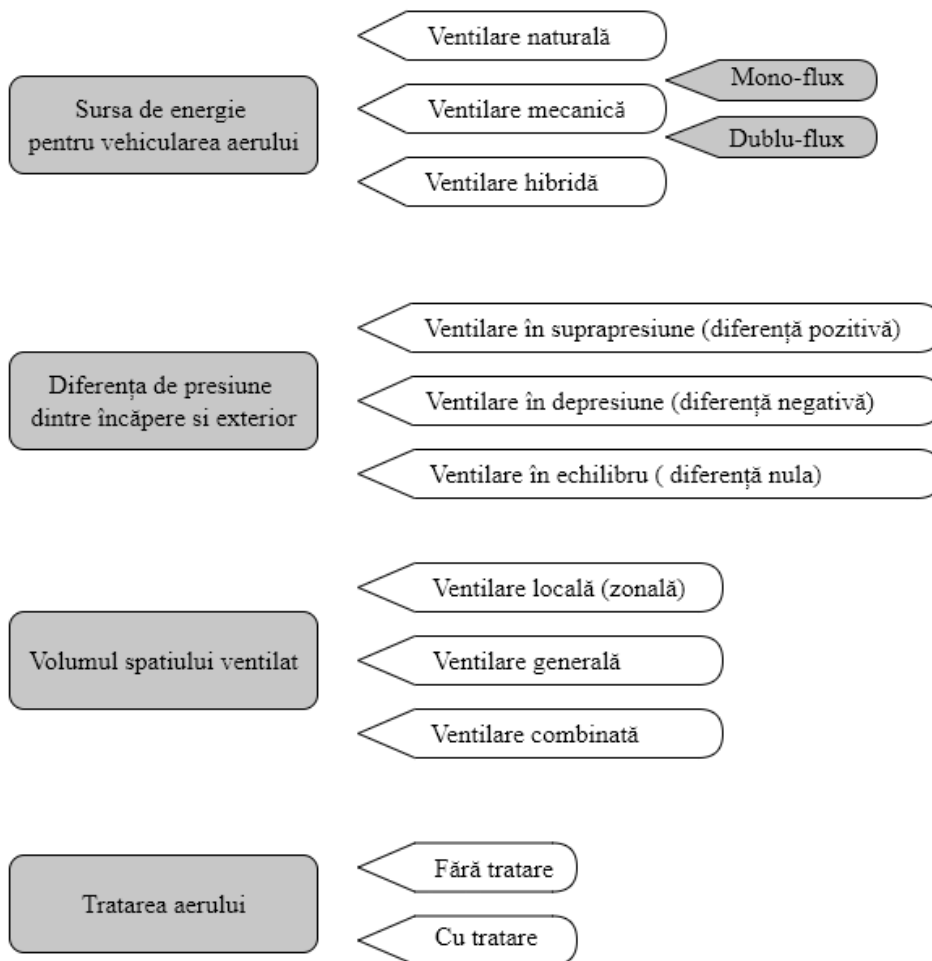 Ventilare naturală
Mono-flux
Sursa de energie
pentru vehicularea aerului
Ventilare mecanică
Dublu-flux
Ventilare hibridă
Ventilare în suprapresiune (diferență pozitivă)
Diferența de presiune
dintre încăpere si exterior
Ventilare în depresiune (diferență negativă)
Ventilare în echilibru ( diferență nula)
Ventilare locală (zonală)
Volumul spatiului ventilat
Ventilare generală
Ventilare combinată
Fără tratare
Tratarea aerului
Cu tratare